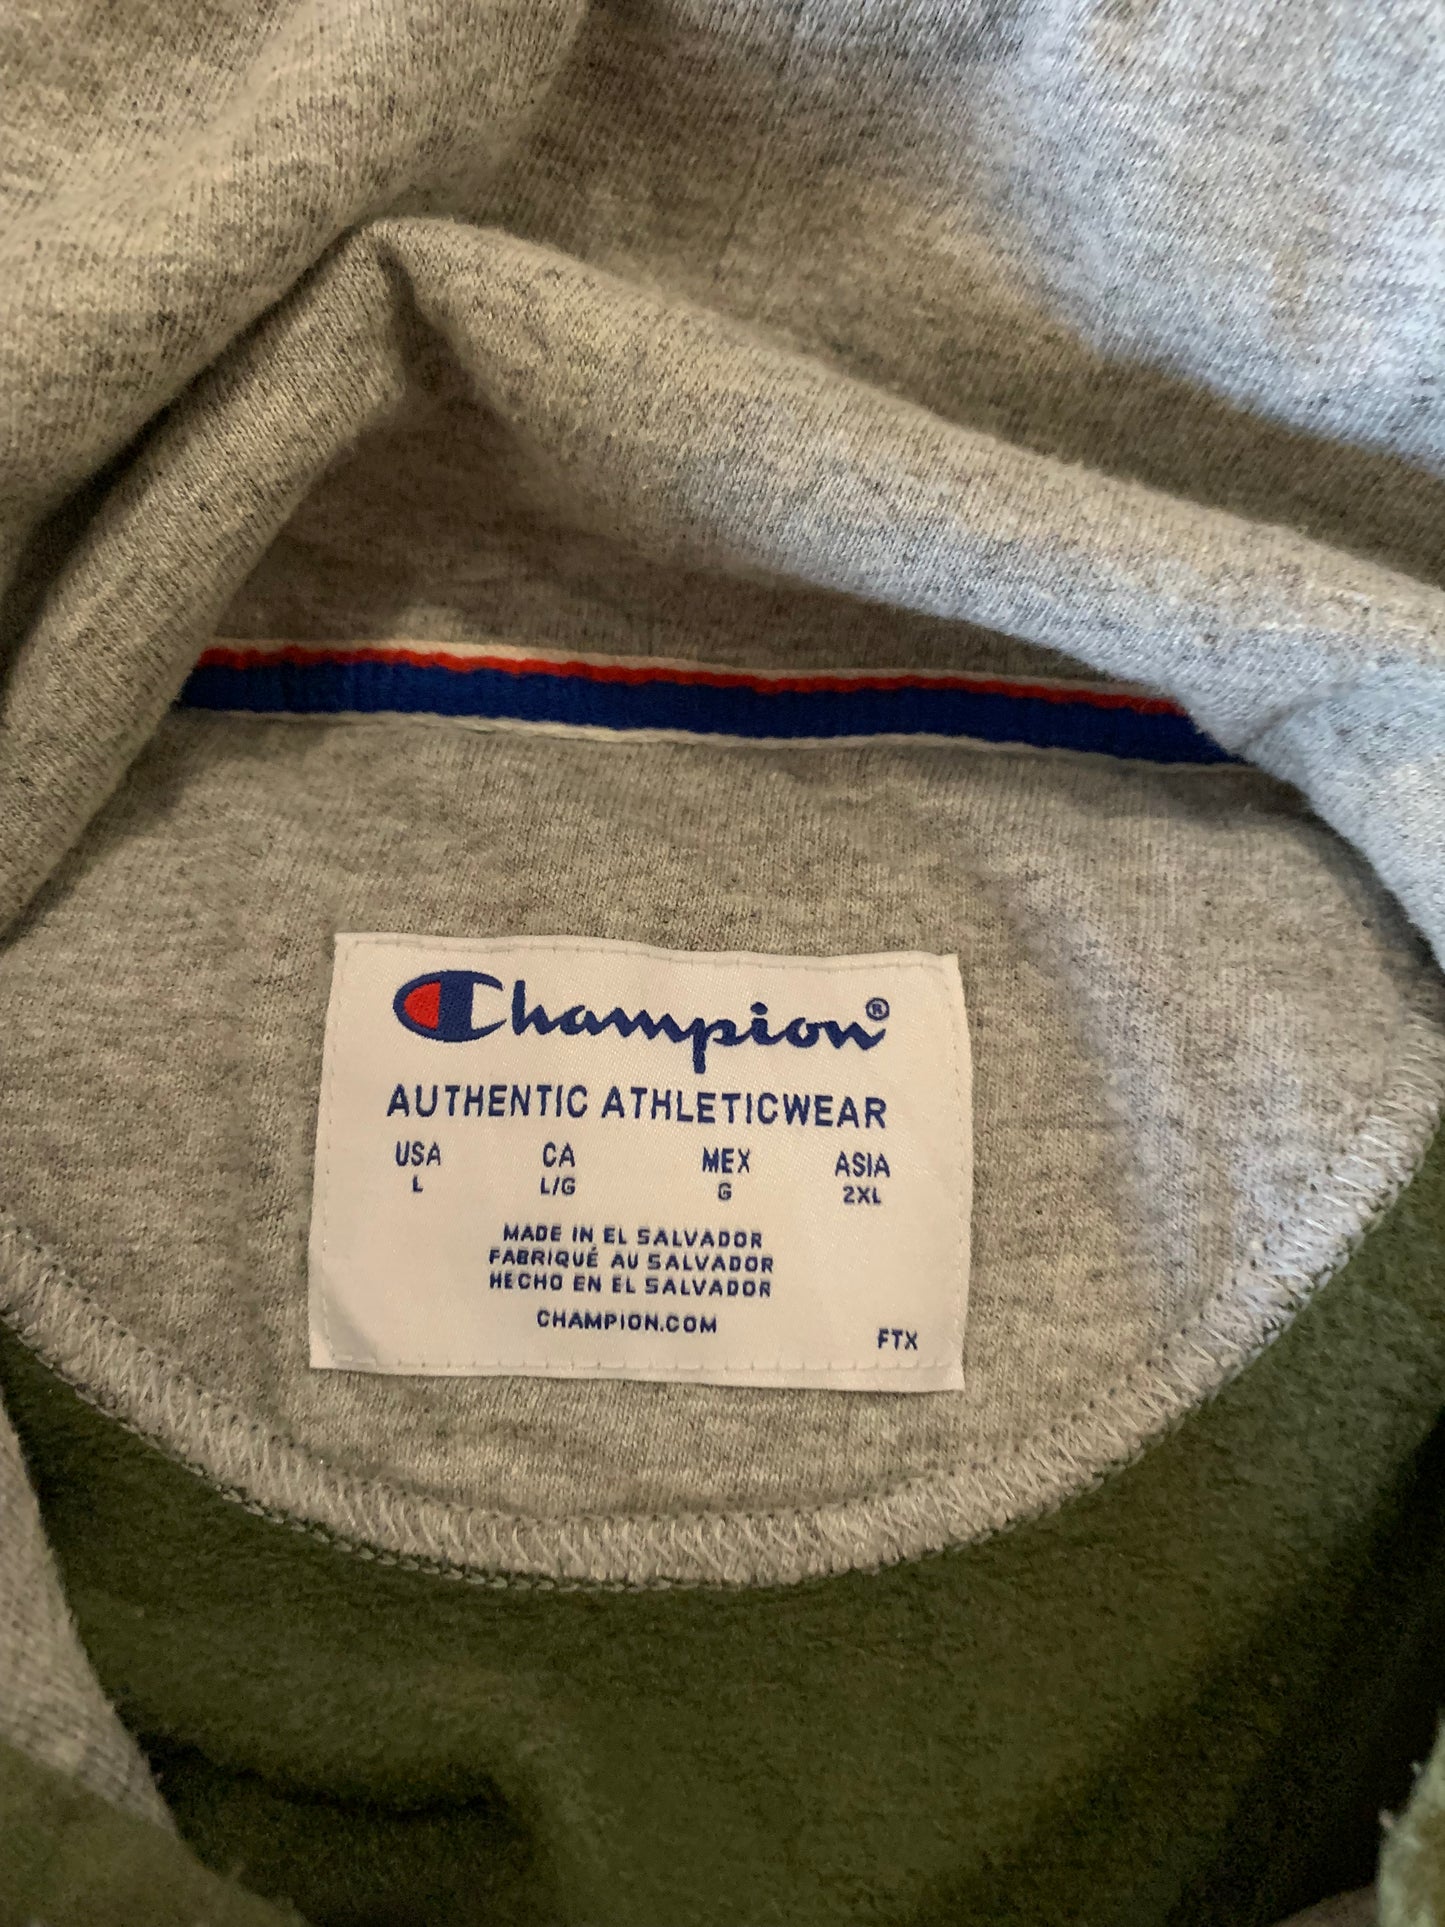 Champion®
AUTHENTIC ATHLETICWEAR
USA CA MEX ASIA
L L/G G 2XL
MADE IN EL SALVADOR
FABRIQUÉ AU SALVADOR
HECHO EN EL SALVADOR
CHAMPION.COM
FTX